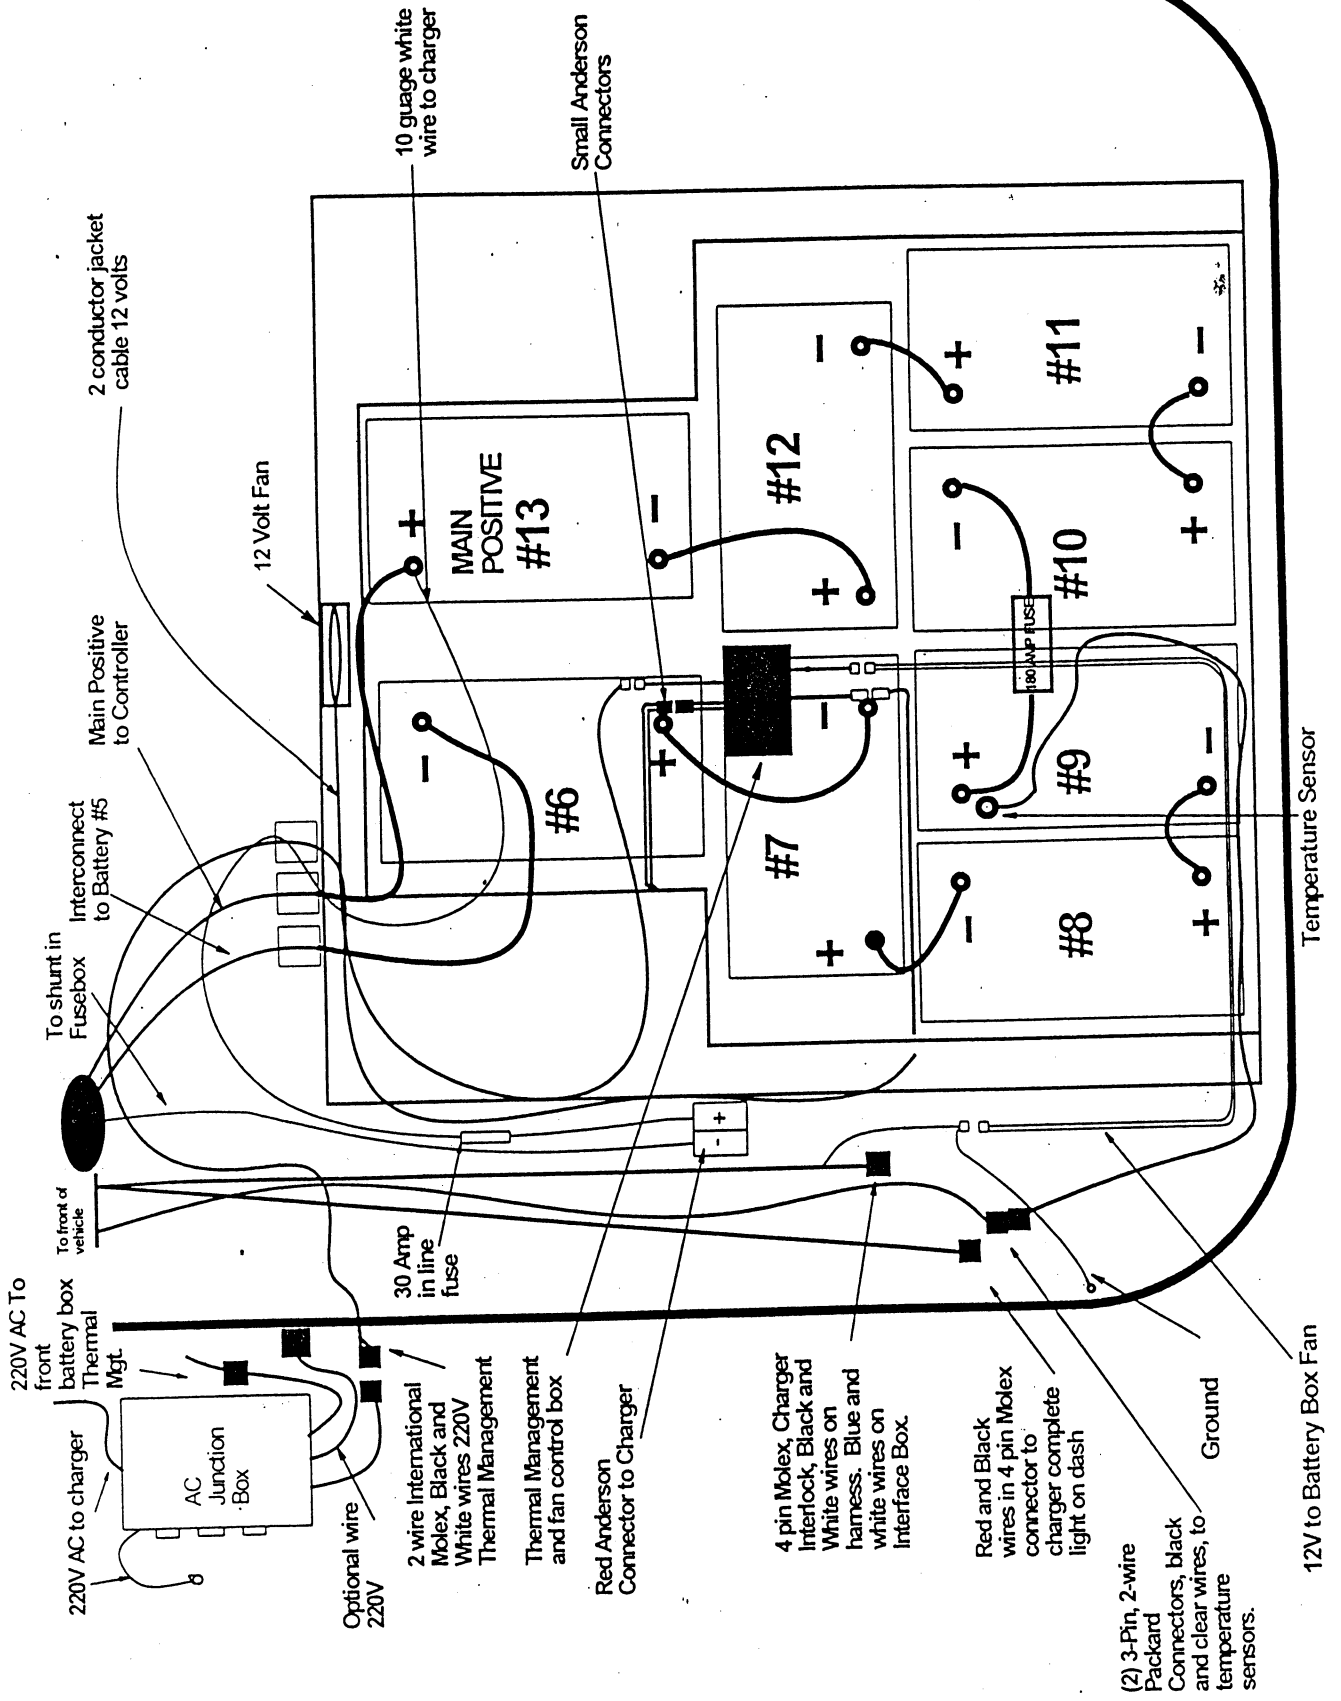 220V AC to charger
220V AC To
front
battery box
Thermal
Mgt.
AC
Junction
Box
Optional wire
220V
2 wire International
Molex, Black and
White wires 220V
Thermal Management
Thermal Management
and fan control box
Red Anderson
Connector to Charger
4 pin Molex, Charger
Interlock, Black and
White wires on
harness. Blue and
white wires on
Interface Box.
Red and Black
wires in 4 pin Molex
connector to
charger complete
light on dash
(2) 3-Pin, 2-wire
Packard
Connectors, black
and clear wires, to
temperature
sensors.
Ground
12V to Battery Box Fan
To front of
vehicle
30 Amp
in line
fuse
- +
To shunt in
Fusebox
Interconnect
to Battery #5
Main Positive
to Controller
12 Volt Fan
2 conductor jacket
cable 12 volts
10 guage white
wire to charger
Small Anderson
Connectors
- #6 +
+ MAIN
POSITIVE
#13 -
+ #7 -
+ #12 -
- #8 +
+ #9 -
180 AMP FUSE
- #10 +
+ #11 -
Temperature Sensor